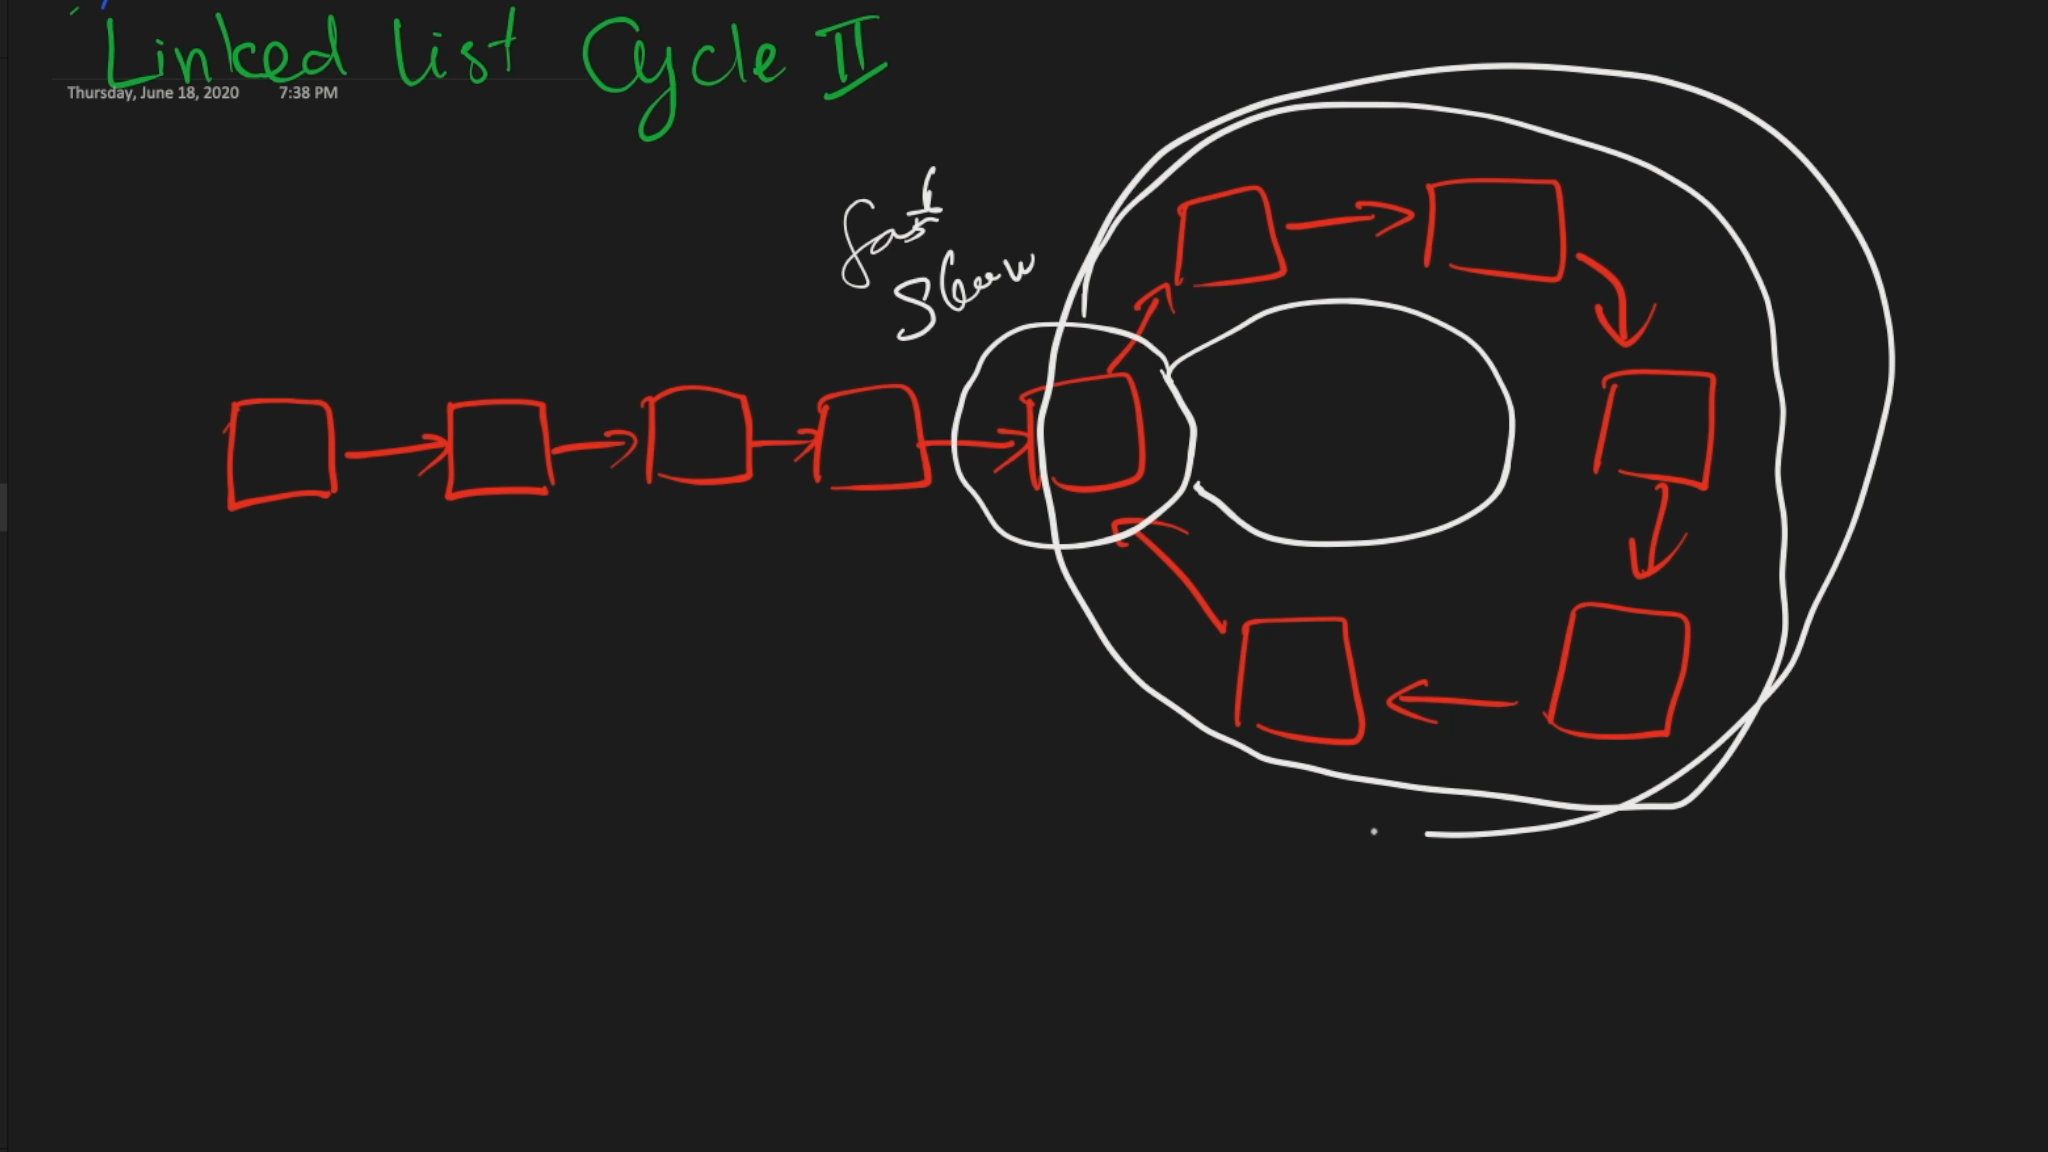 Linked List Cycle II
Thursday, June 18, 2020 7:38 PM
fast
slow